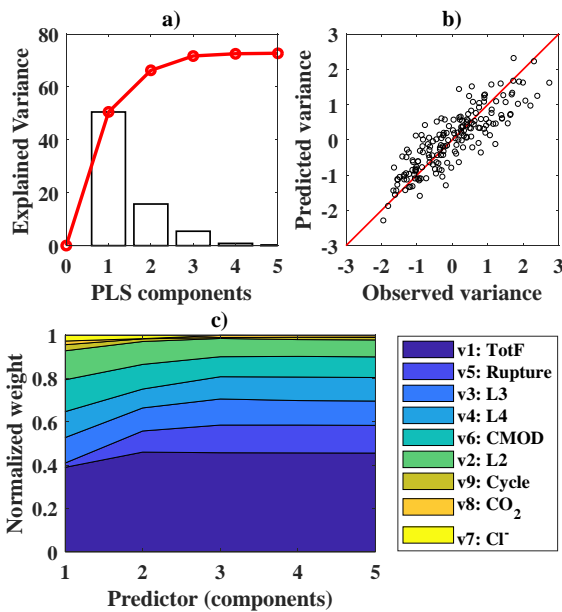 a)
80
60
40
20
0
Explained Variance
0 1 2 3 4 5
PLS components
b)
3
2
1
0
-1
-2
-3
Predicted variance
-3 -2 -1 0 1 2 3
Observed variance
c)
1
0.8
0.6
0.4
0.2
0
Normalized weight
1 2 3 4 5
Predictor (components)
v1: TotF
v5: Rupture
v3: L3
v4: L4
v6: CMOD
v2: L2
v9: Cycle
v8: CO₂
v7: Cl⁻